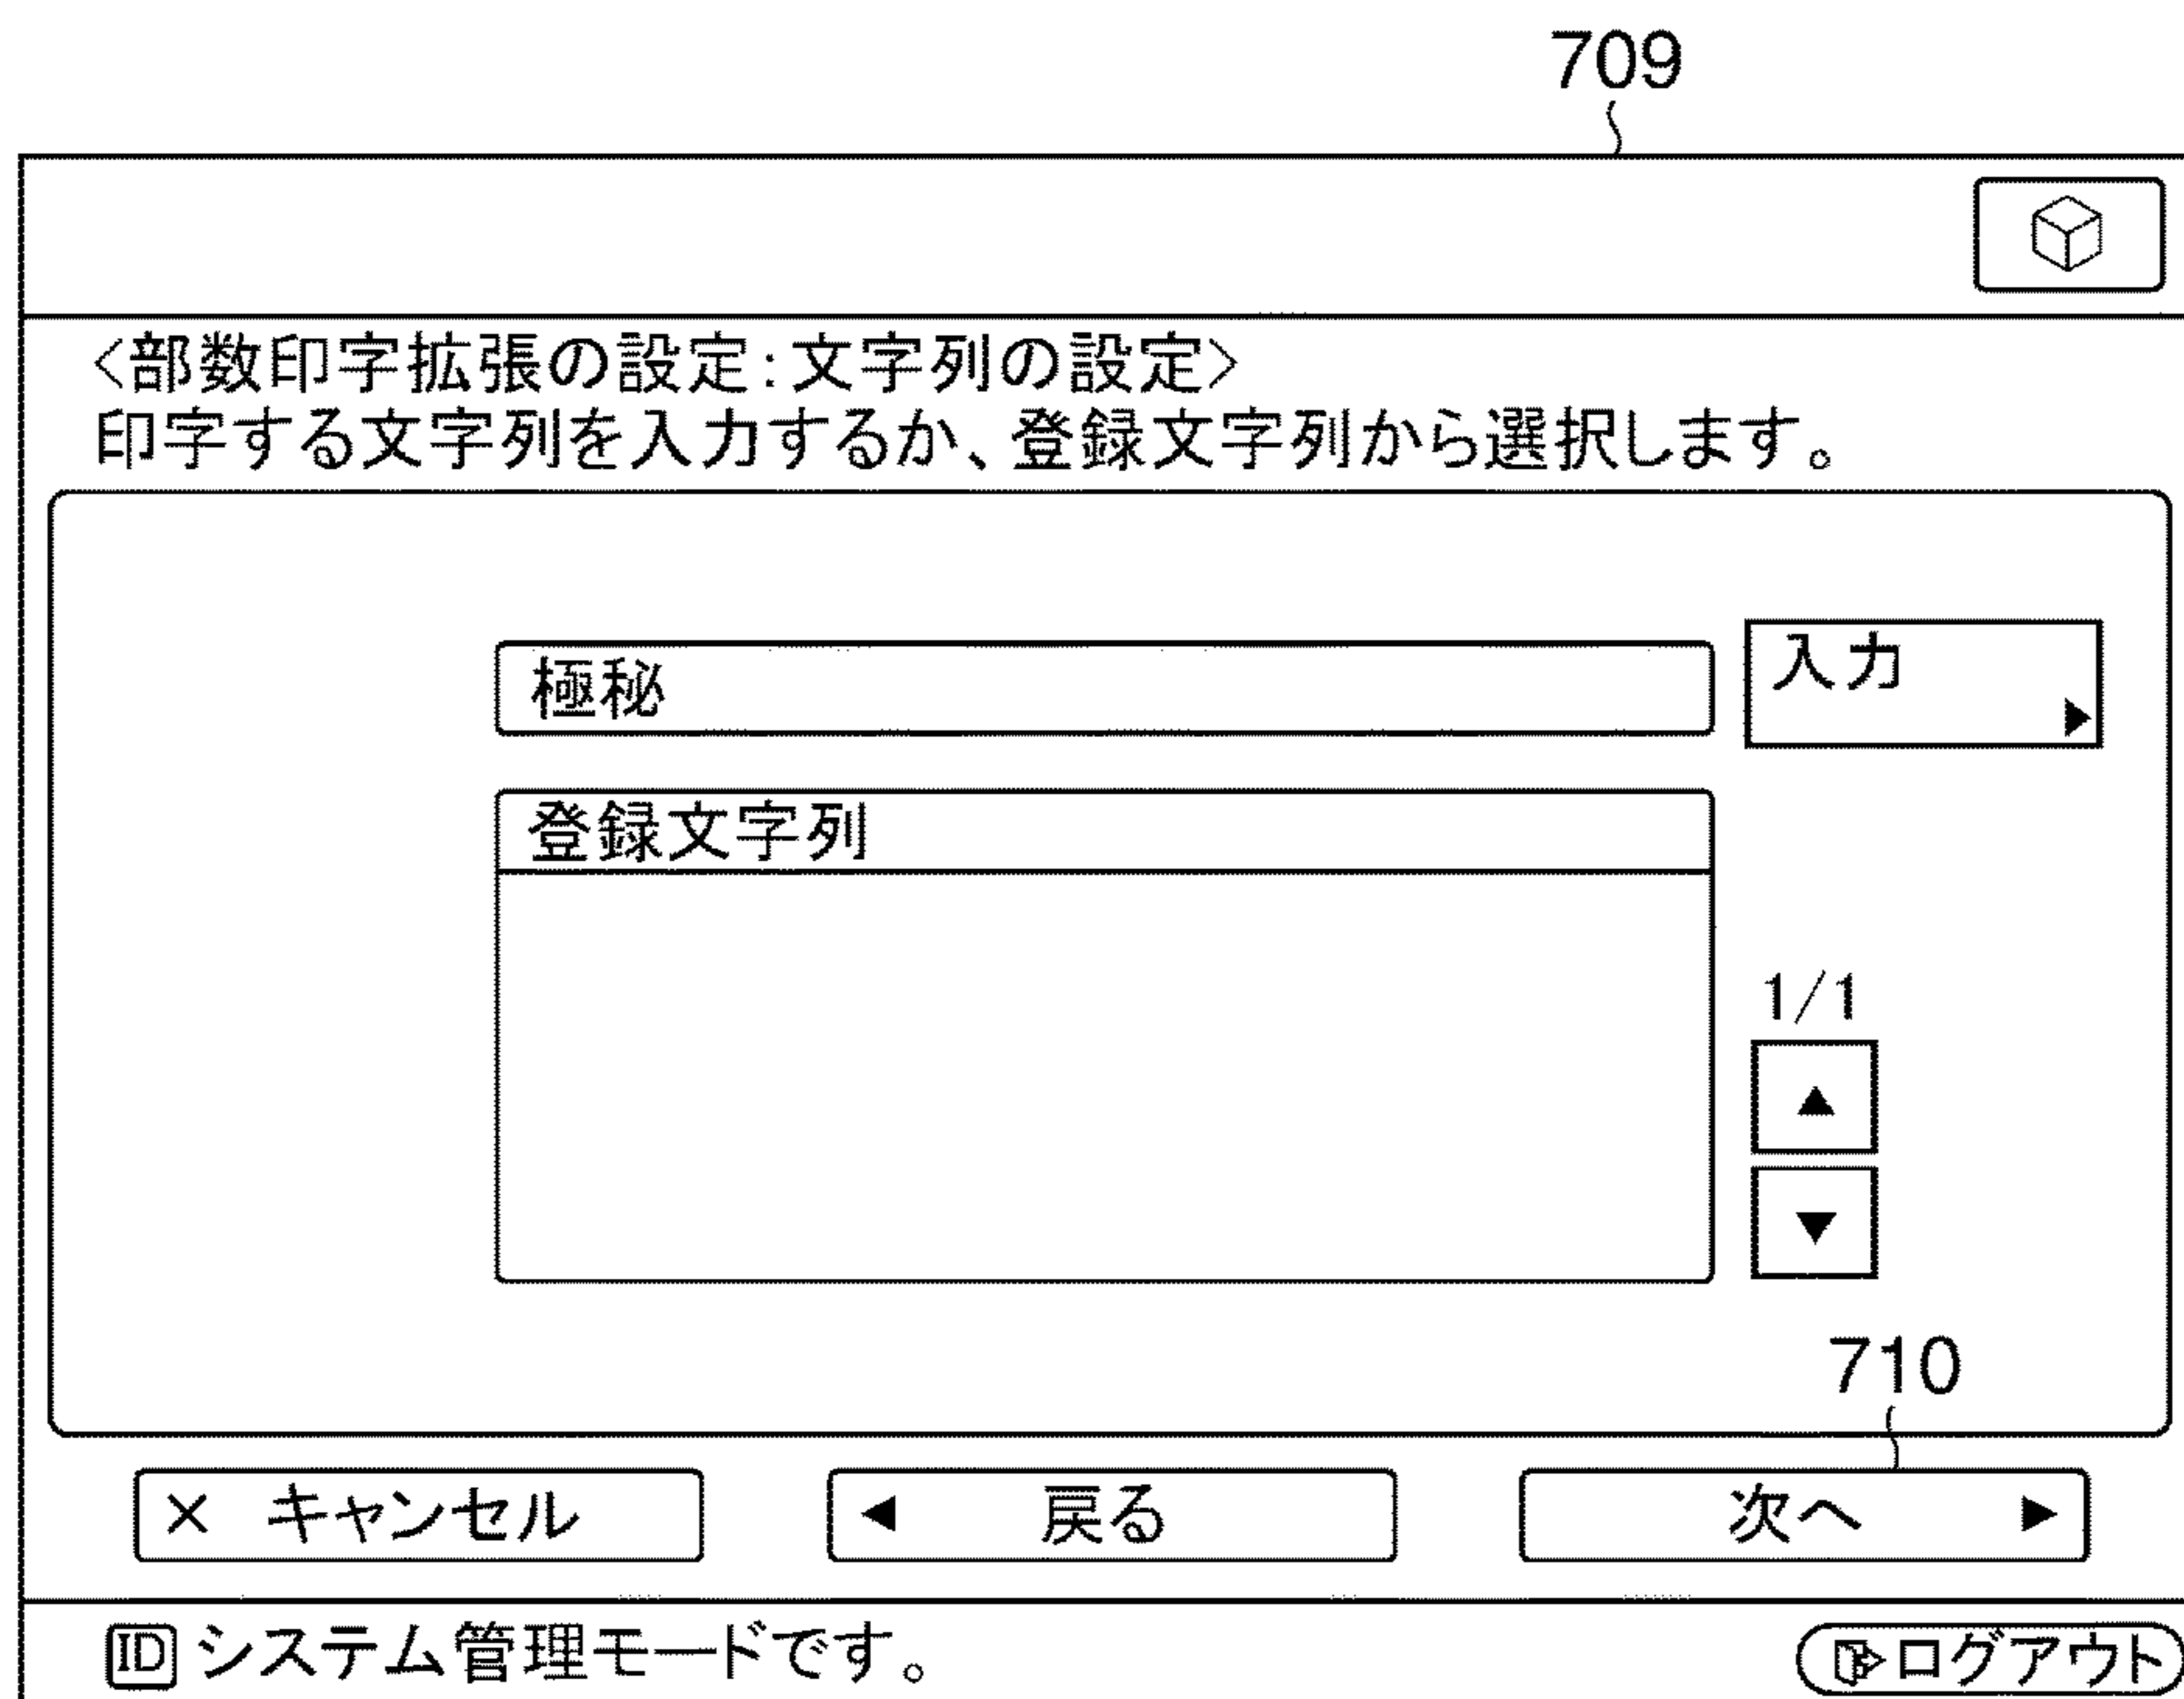 709
<部数印字拡張の設定:文字列の設定>
印字する文字列を入力するか、登録文字列から選択します。
極秘
入力
登録文字列
1/1
710
× キャンセル
戻る
次へ
ID システム管理モードです。
ログアウト